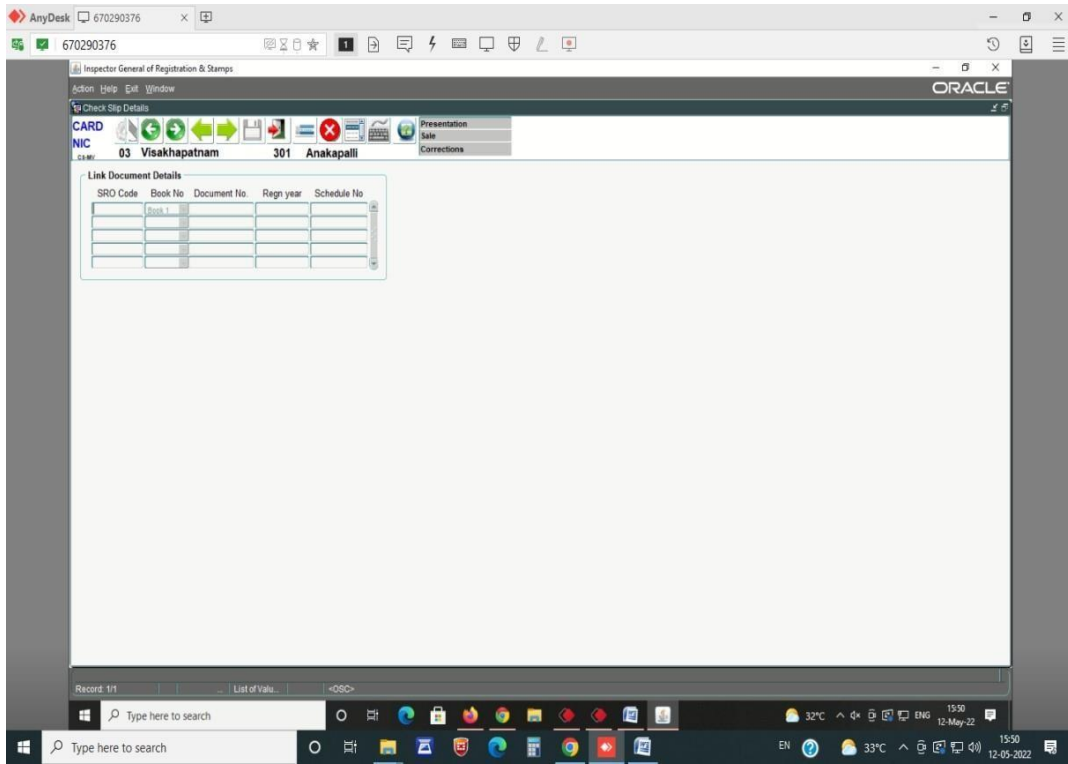 AnyDesk 670290376
670290376 1
Inspector General of Registration & Stamps
Action Help Exit Window ORACLE
Check Slip Details
CARD
NIC
03 Visakhapatnam 301 Anakapalli
Presentation
Sale
Corrections
Link Document Details
SRO Code Book No Document No. Regn year Schedule No
Book 1
Record: 1/1 ... List of Valu... <OSC>
Type here to search 32°C ENG 15:50
12-May-22
Type here to search EN 33°C ENG 15:50
12-05-2022